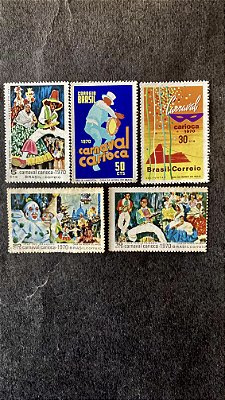 5 carnaval carioca - 1970
BRASIL CORREIO
CORREIO
BRASIL
1970
50
CTS
carnaval
carioca
Carnaval
carioca
1970
30
Brasil Correio
carnaval carioca - 1970 BRASIL CORREIO
carnaval carioca - 1970 BRASIL CORREIO